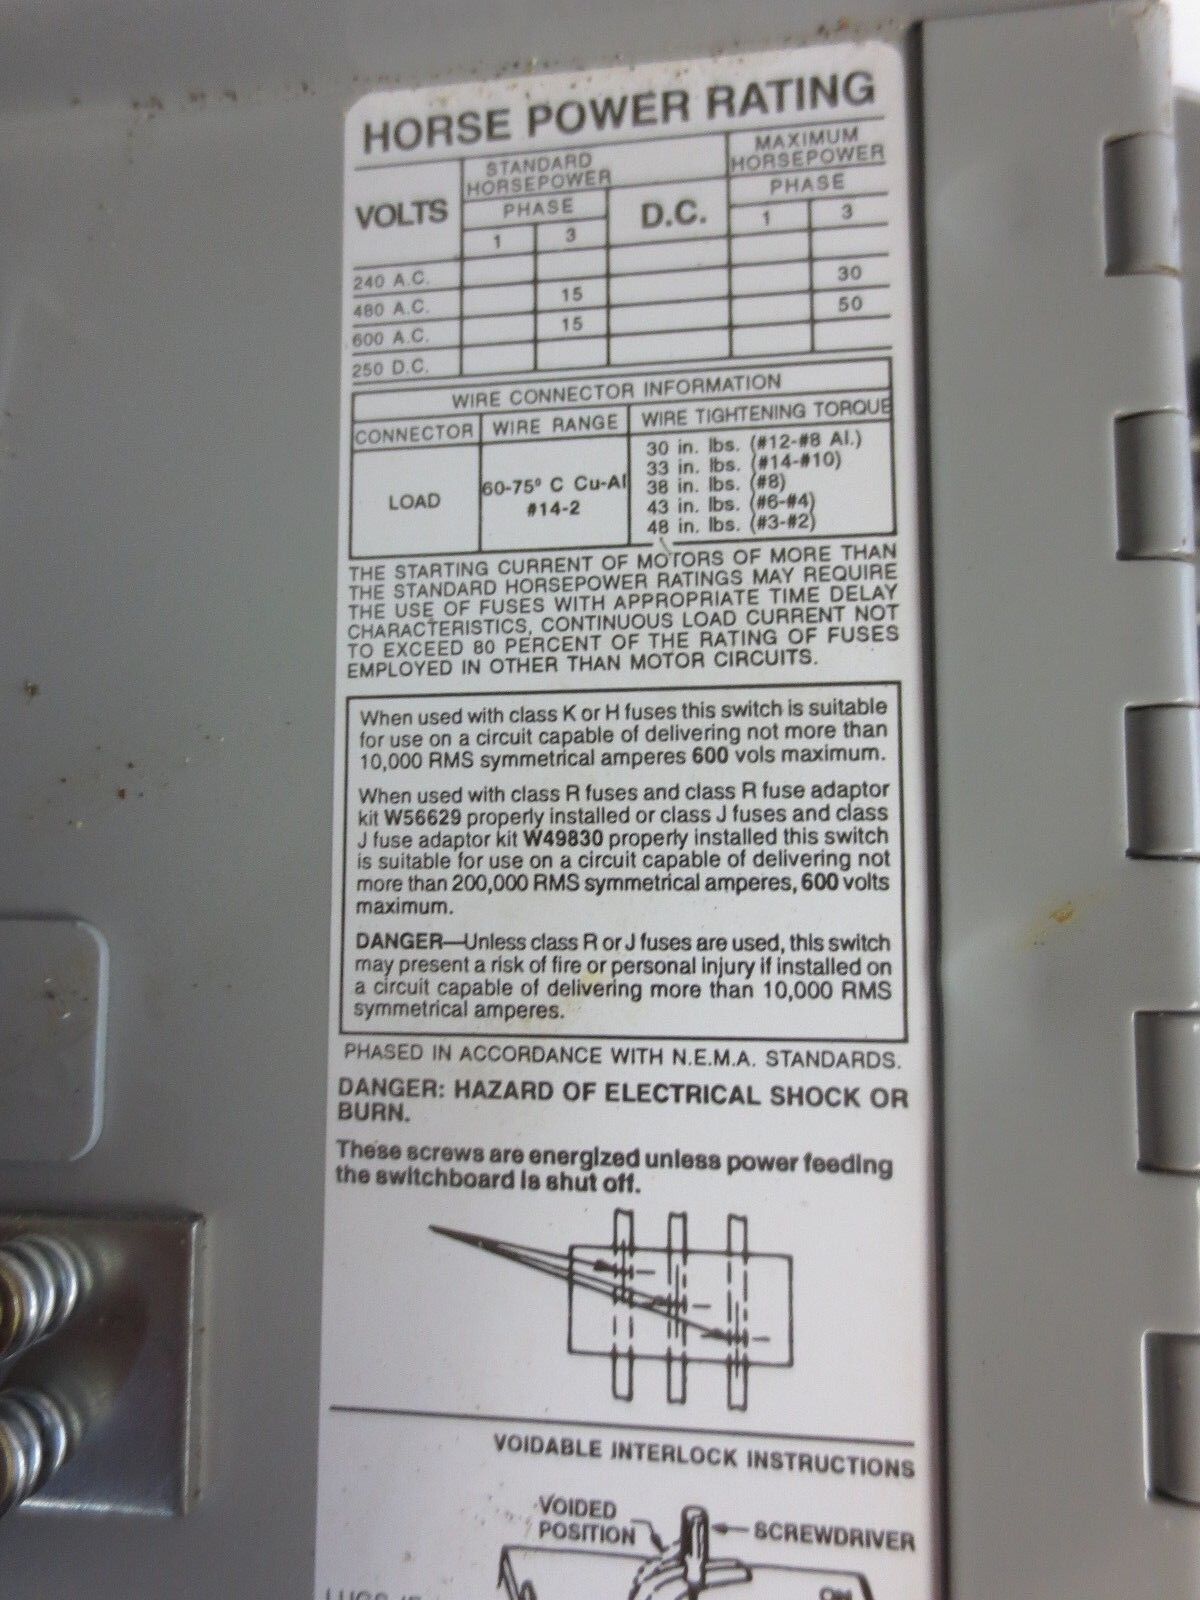 HORSE POWER RATING
VOLTS
STANDARD
HORSEPOWER
PHASE
1 3
D.C.
MAXIMUM
HORSEPOWER
PHASE
1 3
240 A.C.
480 A.C. 15 30
600 A.C. 15 50
250 D.C.
WIRE CONNECTOR INFORMATION
CONNECTOR WIRE RANGE WIRE TIGHTENING TORQUE
LOAD
60-75° C Cu-Al
#14-2
30 in. lbs. (#12-#8 Al.)
33 in. lbs. (#14-#10)
38 in. lbs. (#8)
43 in. lbs. (#6-#4)
48 in. lbs. (#3-#2)
THE STARTING CURRENT OF MOTORS OF MORE THAN
THE STANDARD HORSEPOWER RATINGS MAY REQUIRE
THE USE OF FUSES WITH APPROPRIATE TIME DELAY
CHARACTERISTICS, CONTINUOUS LOAD CURRENT NOT
TO EXCEED 80 PERCENT OF THE RATING OF FUSES
EMPLOYED IN OTHER THAN MOTOR CIRCUITS.
When used with class K or H fuses this switch is suitable
for use on a circuit capable of delivering not more than
10,000 RMS symmetrical amperes 600 vols maximum.
When used with class R fuses and class R fuse adaptor
kit W56629 properly installed or class J fuses and class
J fuse adaptor kit W49830 properly installed this switch
is suitable for use on a circuit capable of delivering not
more than 200,000 RMS symmetrical amperes, 600 volts
maximum.
DANGER—Unless class R or J fuses are used, this switch
may present a risk of fire or personal injury if installed on
a circuit capable of delivering more than 10,000 RMS
symmetrical amperes.
PHASED IN ACCORDANCE WITH N.E.M.A. STANDARDS.
DANGER: HAZARD OF ELECTRICAL SHOCK OR
BURN.
These screws are energized unless power feeding
the switchboard is shut off.
VOIDABLE INTERLOCK INSTRUCTIONS
VOIDED
POSITION
SCREWDRIVER
ON